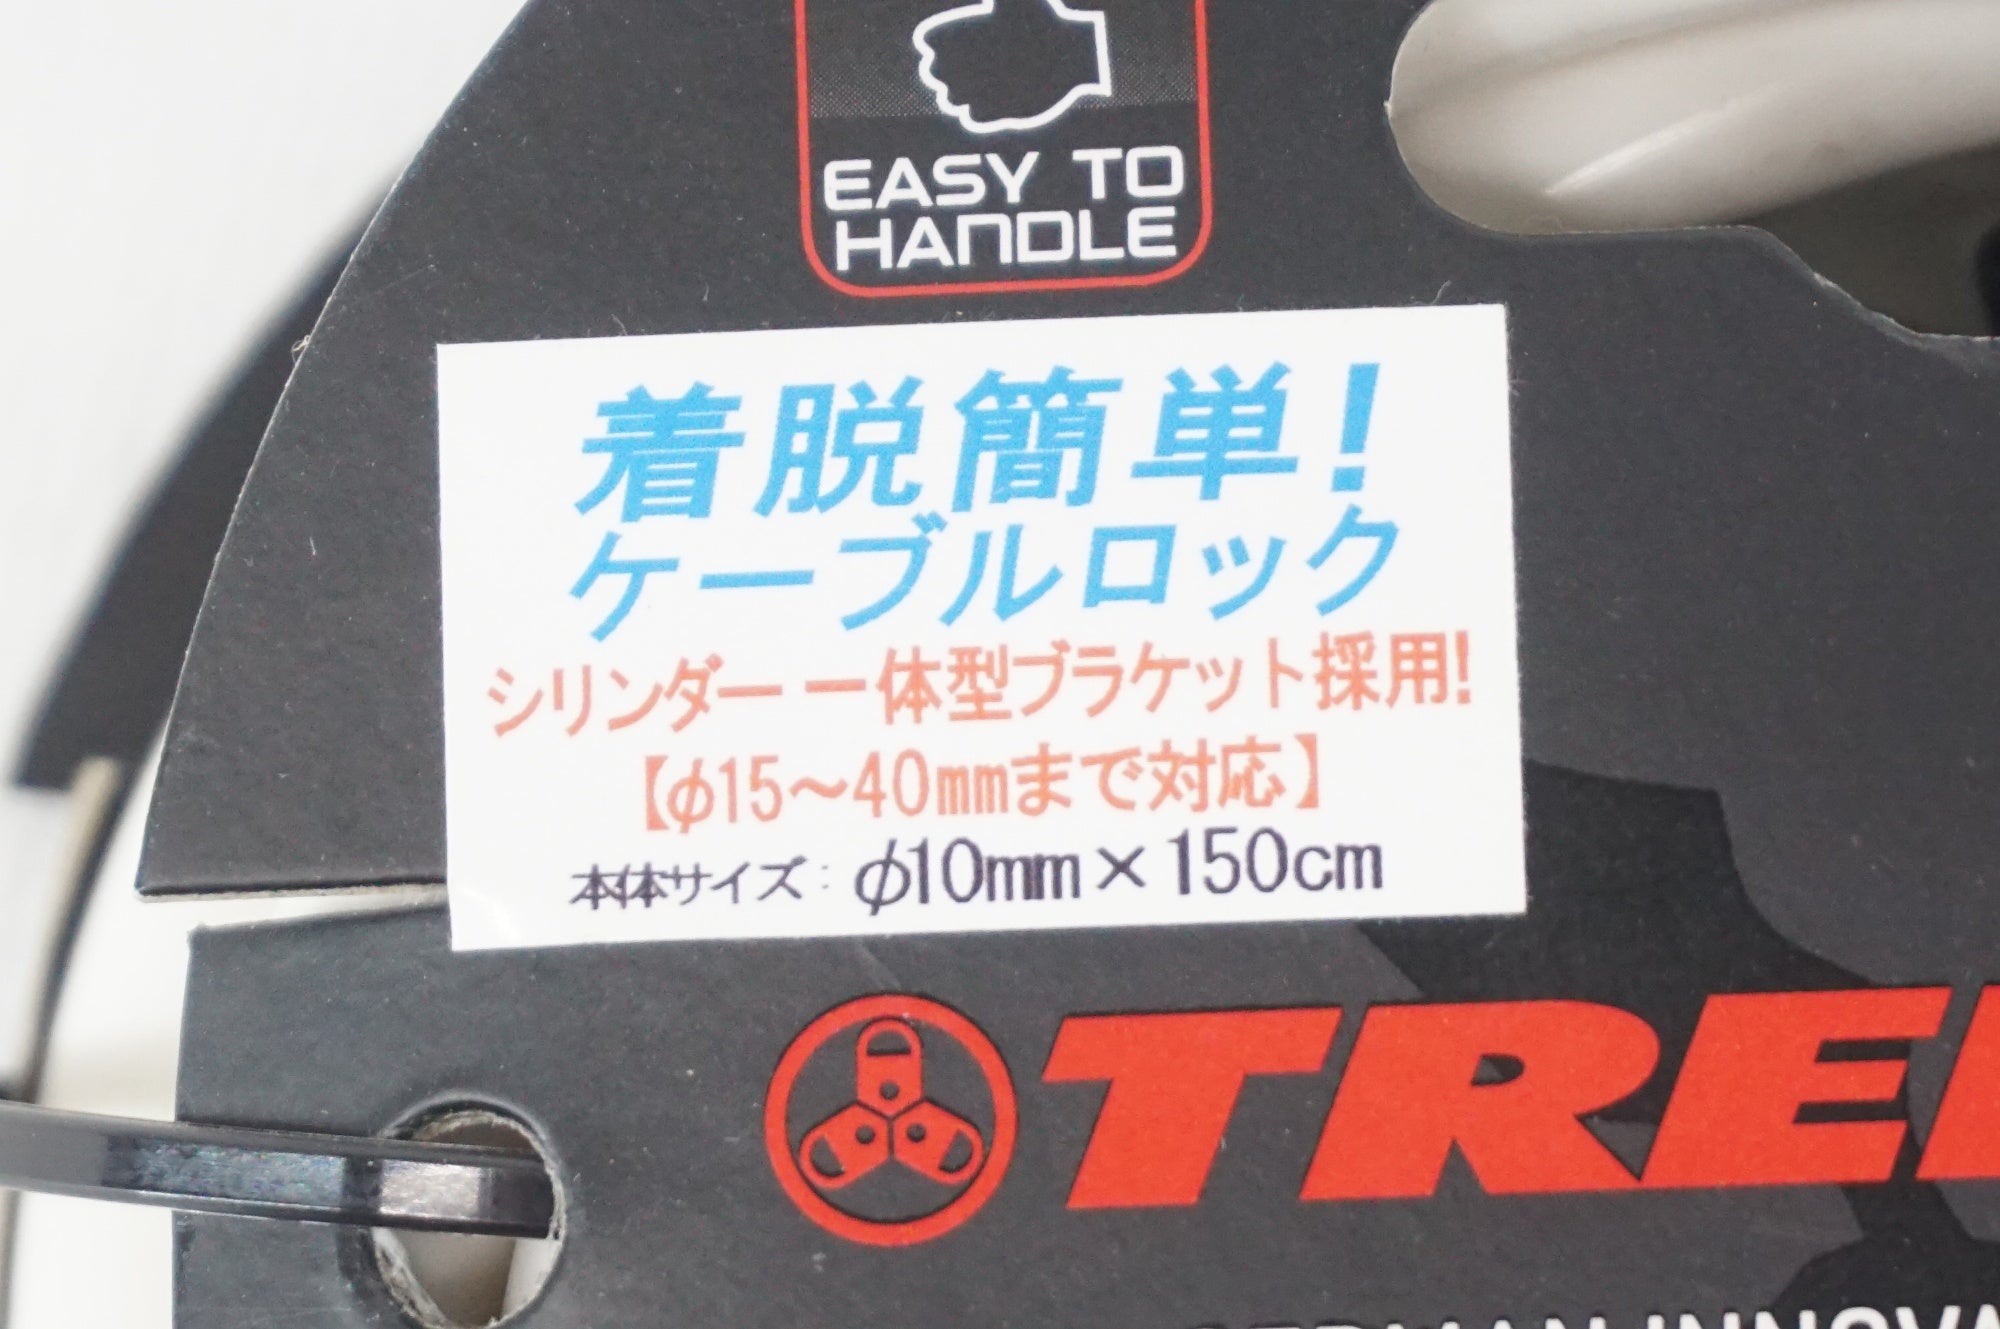 EASY TO
HANDLE
着脱簡単!
ケーブルロック
シリンダー一体型ブラケット採用!
【φ15～40mmまで対応】
本体サイズ：φ10mm×150cm
TREL